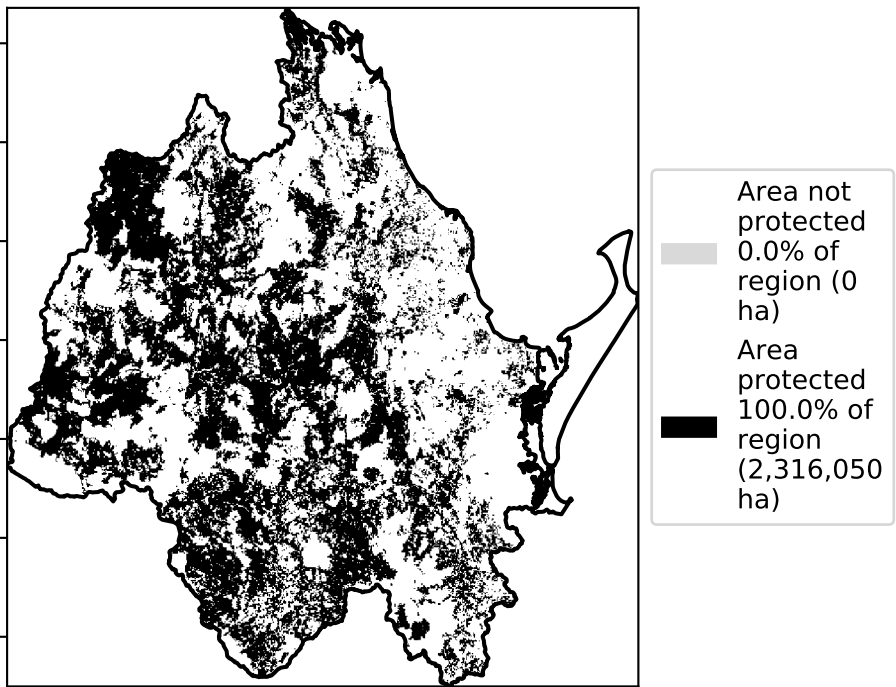 Area not
protected
0.0% of
region (0
ha)
Area
protected
100.0% of
region
(2,316,050
ha)